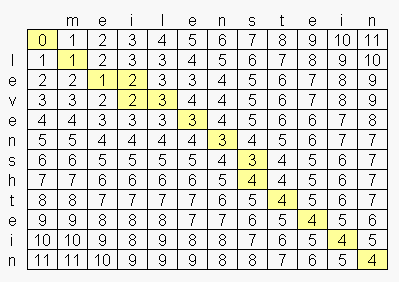 m e i l e n s t e i n
0 1 2 3 4 5 6 7 8 9 10 11
l 1 1 2 3 3 4 5 6 7 8 9 10
e 2 2 1 2 3 3 4 5 6 7 8 9
v 3 3 2 2 3 4 4 5 6 7 8 9
e 4 4 3 3 3 3 4 5 6 6 7 8
n 5 5 4 4 4 4 3 4 5 6 7 7
s 6 6 5 5 5 5 4 3 4 5 6 7
h 7 7 6 6 6 6 5 4 4 5 6 7
t 8 8 7 7 7 7 6 5 4 5 6 7
e 9 9 8 8 8 7 7 6 5 4 5 6
i 10 10 9 8 9 8 8 7 6 5 4 5
n 11 11 10 9 9 9 8 8 7 6 5 4